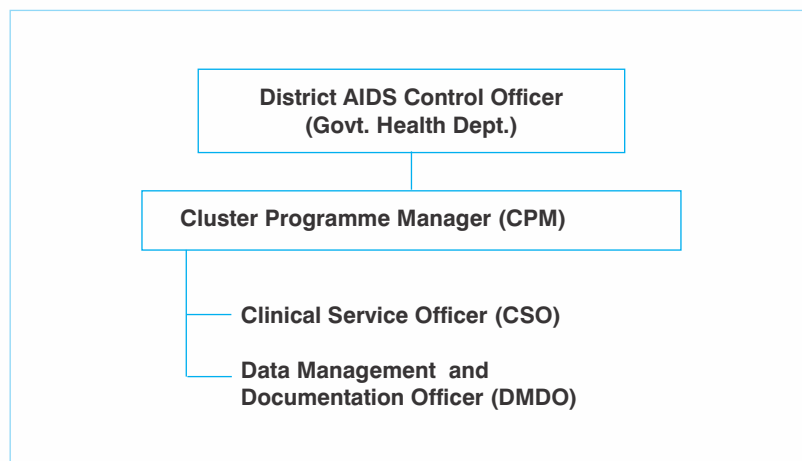 District AIDS Control Officer
(Govt. Health Dept.)
Cluster Programme Manager (CPM)
Clinical Service Officer (CSO)
Data Management and
Documentation Officer (DMDO)